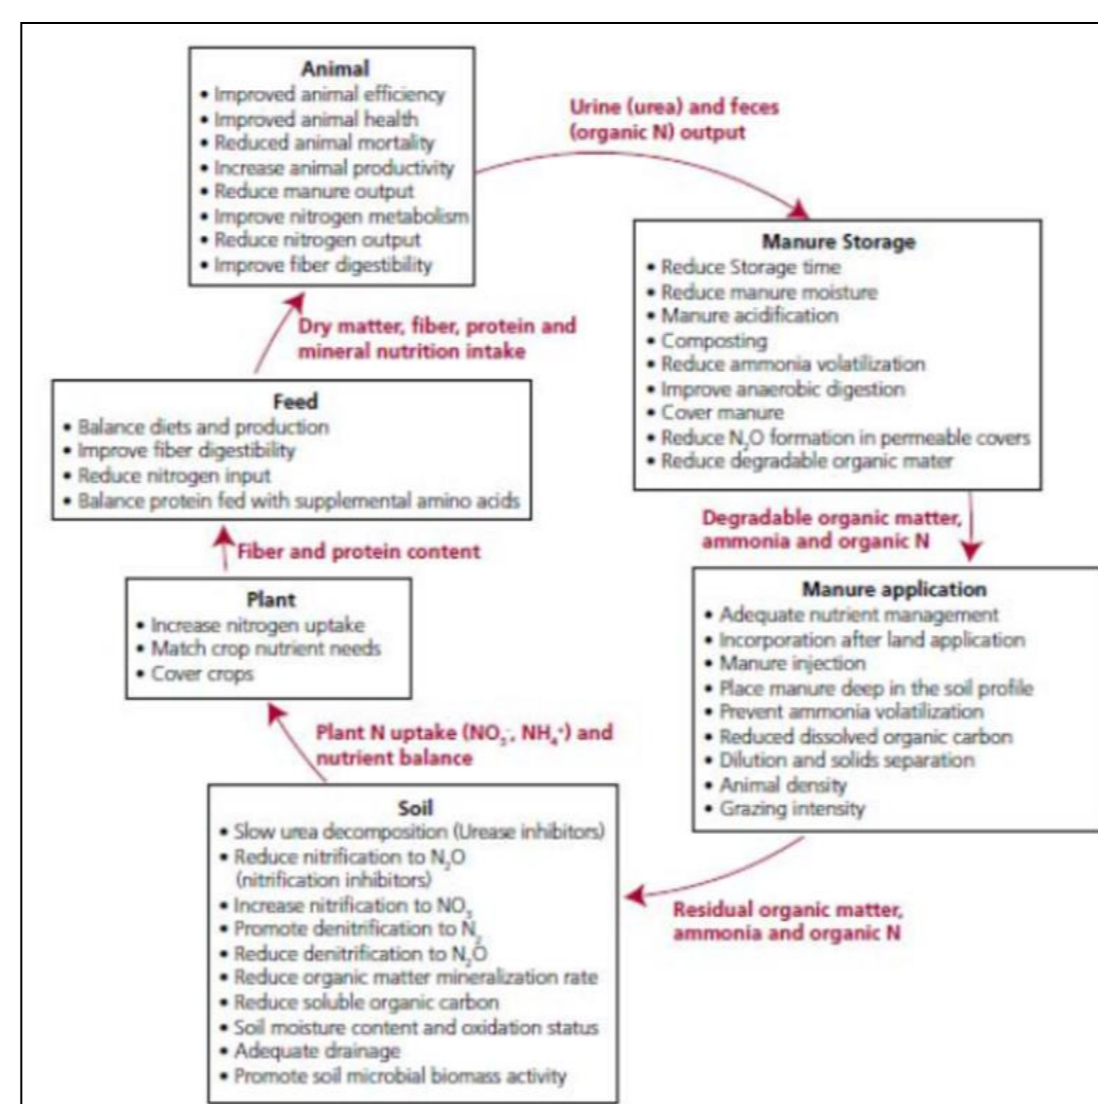 Animal
• Improved animal efficiency
• Improved animal health
• Reduced animal mortality
• Increase animal productivity
• Reduce manure output
• Improve nitrogen metabolism
• Reduce nitrogen output
• Improve fiber digestibility
Urine (urea) and feces
(organic N) output
Manure Storage
• Reduce Storage time
• Reduce manure moisture
• Manure acidification
• Composting
• Reduce ammonia volatilization
• Improve anaerobic digestion
• Cover manure
• Reduce N₂O formation in permeable covers
• Reduce degradable organic mater
Degradable organic matter,
ammonia and organic N
Manure application
• Adequate nutrient management
• Incorporation after land application
• Manure injection
• Place manure deep in the soil profile
• Prevent ammonia volatilization
• Reduced dissolved organic carbon
• Dilution and solids separation
• Animal density
• Grazing intensity
Residual organic matter,
ammonia and organic N
Soil
• Slow urea decomposition (Urease inhibitors)
• Reduce nitrification to N₂O
(nitrification inhibitors)
• Increase nitrification to NO₃
• Promote denitrification to N₂
• Reduce denitrification to N₂O
• Reduce organic matter mineralization rate
• Reduce soluble organic carbon
• Soil moisture content and oxidation status
• Adequate drainage
• Promote soil microbial biomass activity
Plant N uptake (NO₃⁻, NH₄⁺) and
nutrient balance
Plant
• Increase nitrogen uptake
• Match crop nutrient needs
• Cover crops
Fiber and protein content
Feed
• Balance diets and production
• Improve fiber digestibility
• Reduce nitrogen input
• Balance protein fed with supplemental amino acids
Dry matter, fiber, protein and
mineral nutrition intake